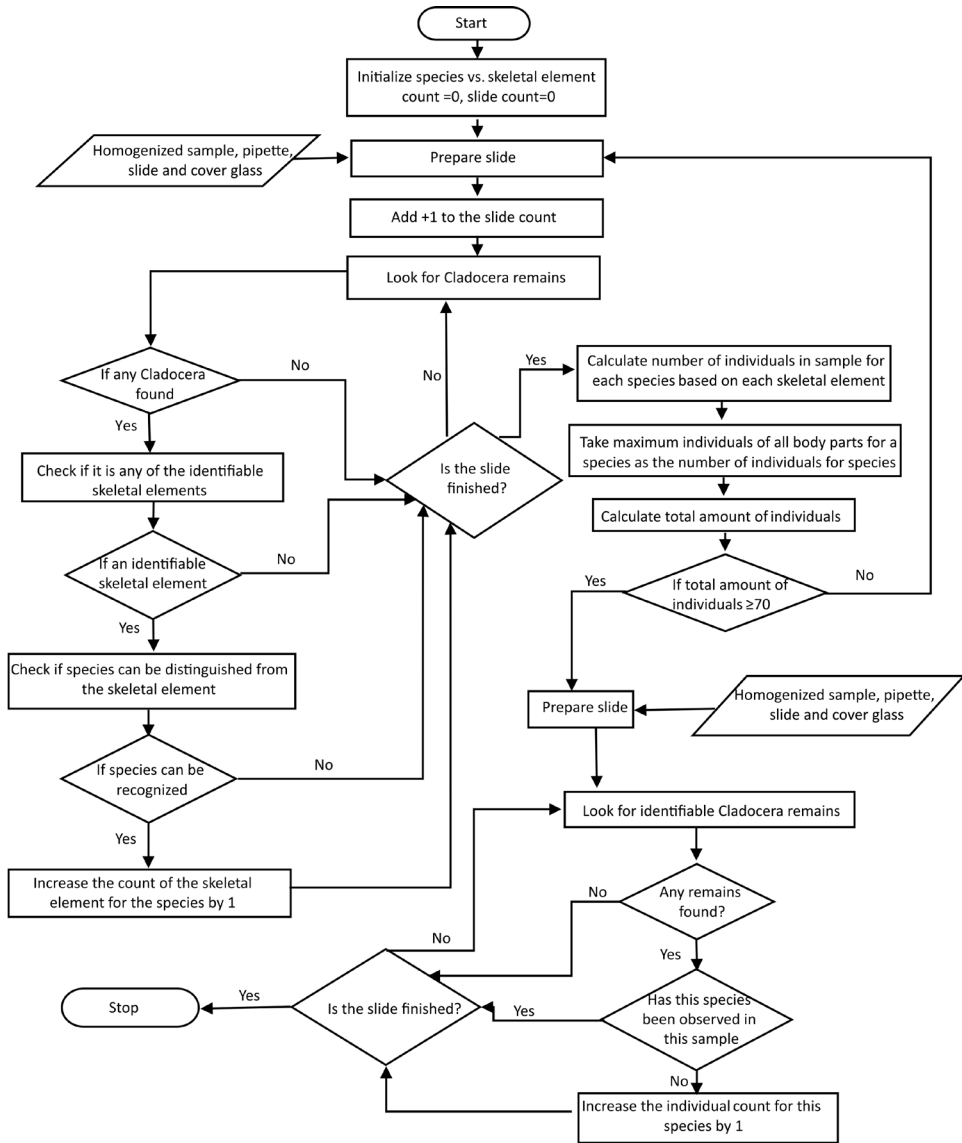 Start
Initialize species vs. skeletal element
count =0, slide count=0
Homogenized sample, pipette,
slide and cover glass
Prepare slide
Add +1 to the slide count
Look for Cladocera remains
If any Cladocera
found
No
Yes
Check if it is any of the identifiable
skeletal elements
If an identifiable
skeletal element
No
Yes
Check if species can be distinguished from
the skeletal element
If species can be
recognized
No
Yes
Increase the count of the skeletal
element for the species by 1
Is the slide
finished?
No
Yes
Calculate number of individuals in sample for
each species based on each skeletal element
Take maximum individuals of all body parts for a
species as the number of individuals for species
Calculate total amount of individuals
If total amount of
individuals ≥70
No
Yes
Prepare slide
Homogenized sample, pipette,
slide and cover glass
Look for identifiable Cladocera remains
Any remains
found?
No
Yes
Has this species
been observed in
this sample
Yes
No
Increase the individual count for this
species by 1
Is the slide finished?
No
Yes
Stop